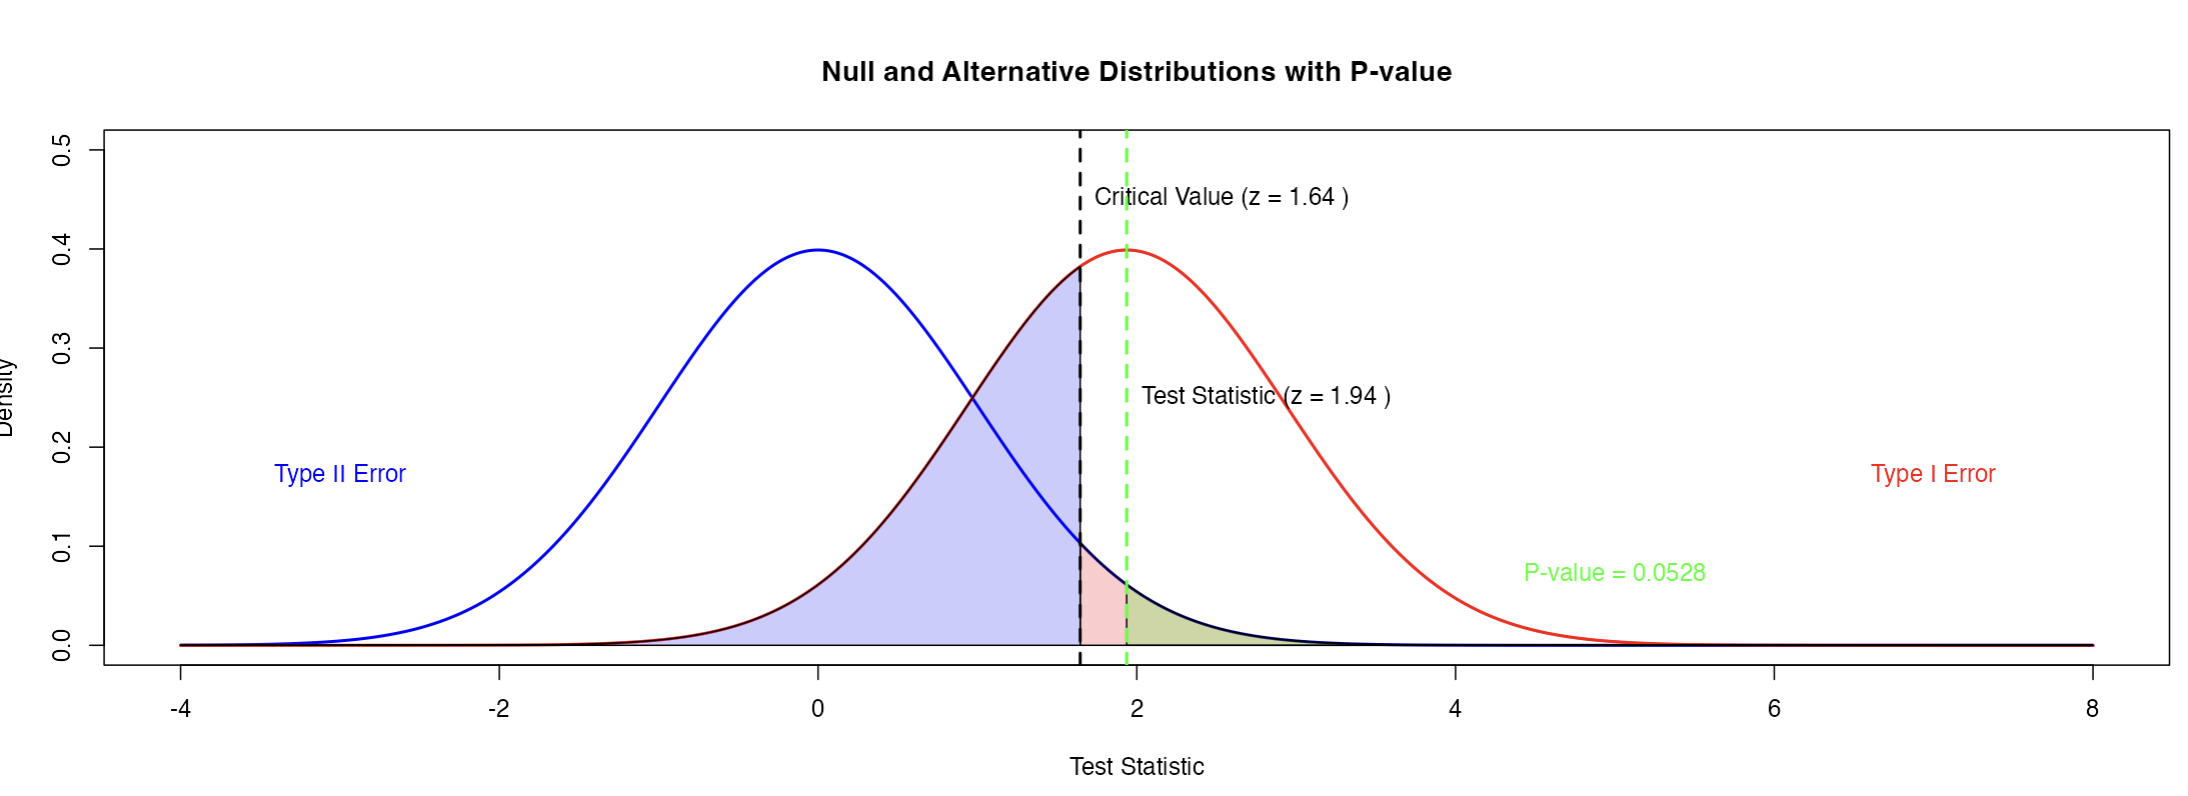 Null and Alternative Distributions with P-value
0.5
Critical Value (z = 1.64 )
0.4
0.3
Density
Test Statistic (z = 1.94 )
0.2
Type II Error
Type I Error
P-value = 0.0528
0.1
0.0
-4 -2 0 2 4 6 8
Test Statistic